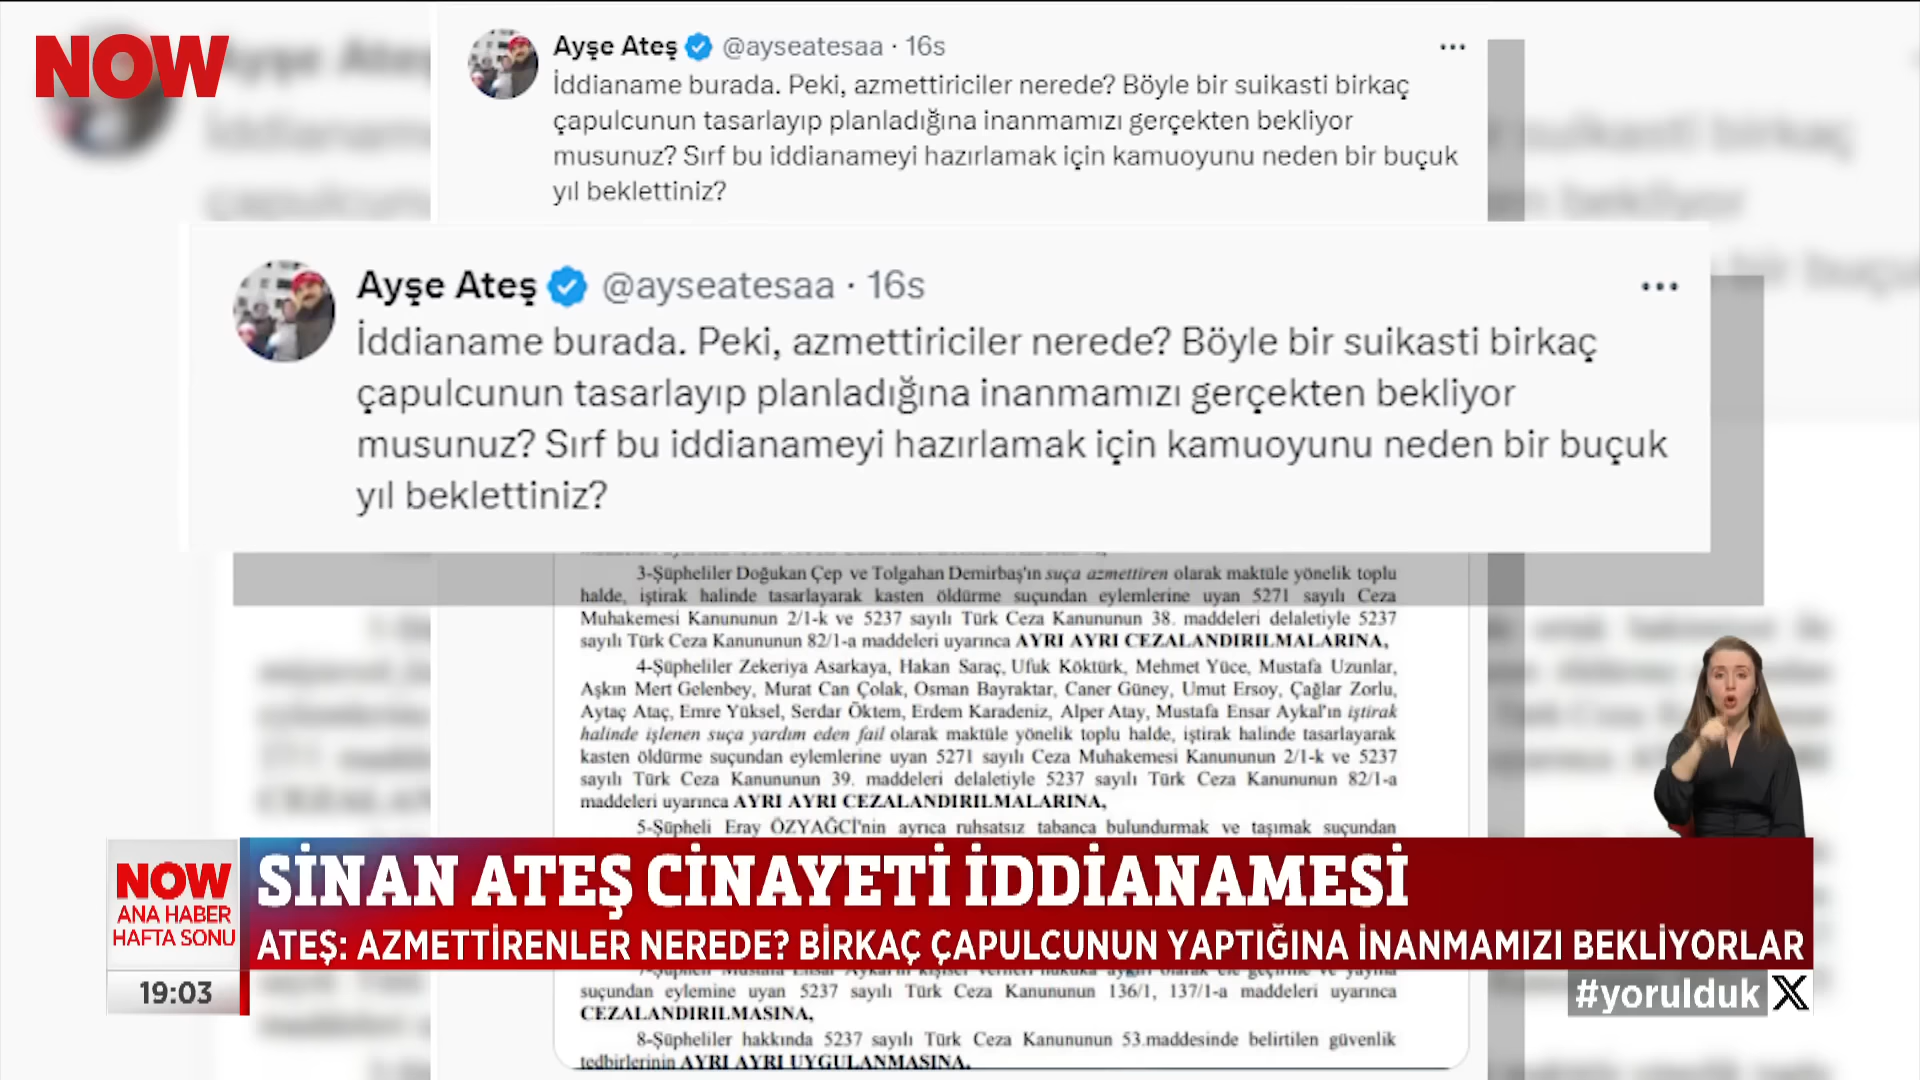 NOW
Ayşe Ateş @ayseatesaa · 16s
İddianame burada. Peki, azmettiriciler nerede? Böyle bir suikasti birkaç
çapulcunun tasarlayıp planladığına inanmamızı gerçekten bekliyor
musunuz? Sırf bu iddianameyi hazırlamak için kamuoyunu neden bir buçuk
yıl beklettiniz?
Ayşe Ateş @ayseatesaa · 16s
İddianame burada. Peki, azmettiriciler nerede? Böyle bir suikasti birkaç
çapulcunun tasarlayıp planladığına inanmamızı gerçekten bekliyor
musunuz? Sırf bu iddianameyi hazırlamak için kamuoyunu neden bir buçuk
yıl beklettiniz?
3-Şüpheliler Doğukan Çep ve Tolgahan Demirbaş'ın suça azmettiren olarak maktüle yönelik toplu
halde, iştirak halinde tasarlayarak kasten öldürme suçundan eylemlerine uyan 5271 sayılı Ceza
Muhakemesi Kanununun 2/1-k ve 5237 sayılı Türk Ceza Kanununun 38. maddeleri delaletiyle 5237
sayılı Türk Ceza Kanununun 82/1-a maddeleri uyarınca AYRI AYRI CEZALANDIRILMALARINA,
4-Şüpheliler Zekeriya Asarkaya, Hakan Saraç, Ufuk Köktürk, Mehmet Yüce, Mustafa Uzunlar,
Aşkın Mert Gelenbey, Murat Can Çolak, Osman Bayraktar, Caner Güney, Umut Ersoy, Çağlar Zorlu,
Aytaç Ataç, Emre Yüksel, Serdar Öktem, Erdem Karadeniz, Alper Atay, Mustafa Ensar Aykal'ın iştirak
halinde işlenen suça yardım eden fail olarak maktüle yönelik toplu halde, iştirak halinde tasarlayarak
kasten öldürme suçundan eylemlerine uyan 5271 sayılı Ceza Muhakemesi Kanununun 2/1-k ve 5237
sayılı Türk Ceza Kanununun 39. maddeleri delaletiyle 5237 sayılı Türk Ceza Kanununun 82/1-a
maddeleri uyarınca AYRI AYRI CEZALANDIRILMALARINA,
5-Şüpheli Eray ÖZYAĞCİ'nin ayrıca ruhsatsız tabanca bulundurmak ve taşımak suçundan
NOW
ANA HABER
HAFTA SONU
19:03
SİNAN ATEŞ CİNAYETİ İDDİANAMESİ
ATEŞ: AZMETTİRENLER NEREDE? BİRKAÇ ÇAPULCUNUN YAPTIĞINA İNANMAMIZI BEKLİYORLAR
#yorulduk X
suçundan eylemine uyan 5237 sayılı Türk Ceza Kanununun 136/1, 137/1-a maddeleri uyarınca
CEZALANDIRILMASINA,
8-Şüpheliler hakkında 5237 sayılı Türk Ceza Kanununun 53.maddesinde belirtilen güvenlik
tedbirlerinin AYRI AYRI UYGULANMASINA,